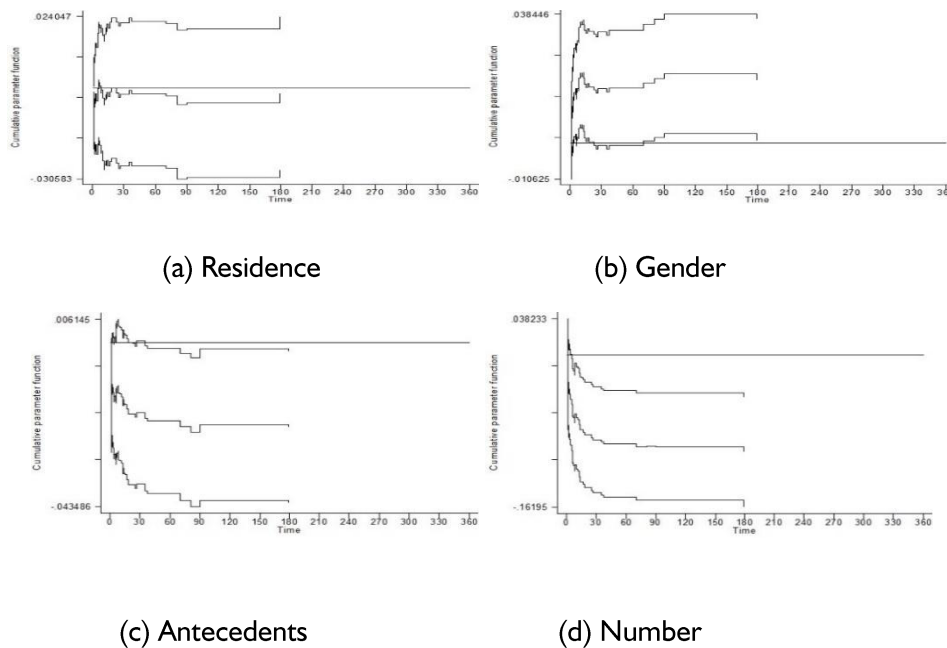 .024047
Cumulative parameter function
-.030583
0 30 60 90 120 150 180 210 240 270 300 330 360
Time
(a) Residence
.038446
Cumulative parameter function
-.010625
0 30 60 90 120 150 180 210 240 270 300 330 360
Time
(b) Gender
.006145
Cumulative parameter function
-.043486
0 30 60 90 120 150 180 210 240 270 300 330 360
Time
(c) Antecedents
.038233
Cumulative parameter function
-.16195
0 30 60 90 120 150 180 210 240 270 300 330 360
Time
(d) Number